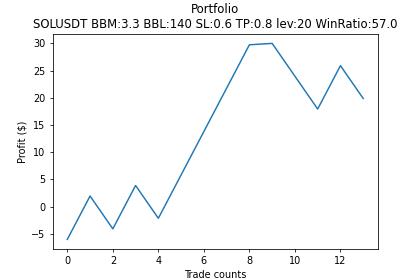 Portfolio
SOLUSDT BBM:3.3 BBL:140 SL:0.6 TP:0.8 lev:20 WinRatio:57.0
30
25
20
15
10
5
0
−5
Profit ($)
0 2 4 6 8 10 12
Trade counts